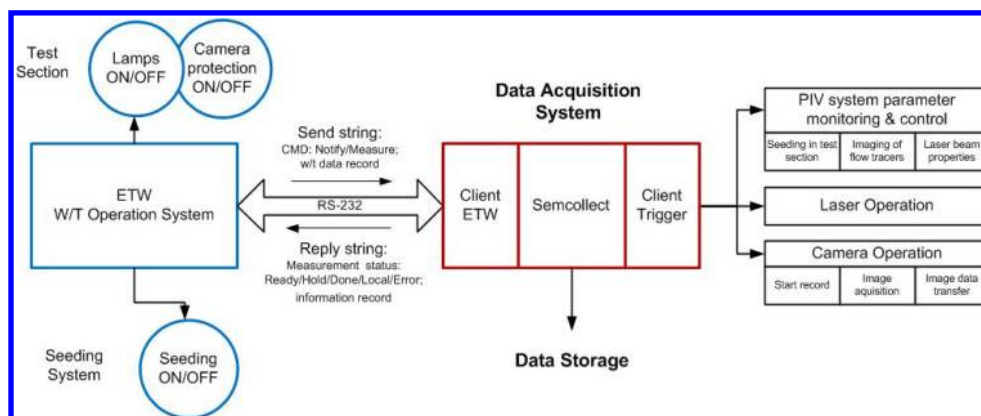 Test
Section
Lamps
ON/OFF
Camera
protection
ON/OFF
ETW
W/T Operation System
Seeding
System
Seeding
ON/OFF
Send string:
CMD: Notify/Measure;
w/t data record
RS-232
Reply string:
Measurement status:
Ready/Hold/Done/Local/Error;
information record
Data Acquisition
System
Client
ETW
Semcollect
Client
Trigger
Data Storage
PIV system parameter
monitoring & control
Seeding in test
section
Imaging of
flow tracers
Laser beam
properties
Laser Operation
Camera Operation
Start record
Image
aquisition
Image data
transfer